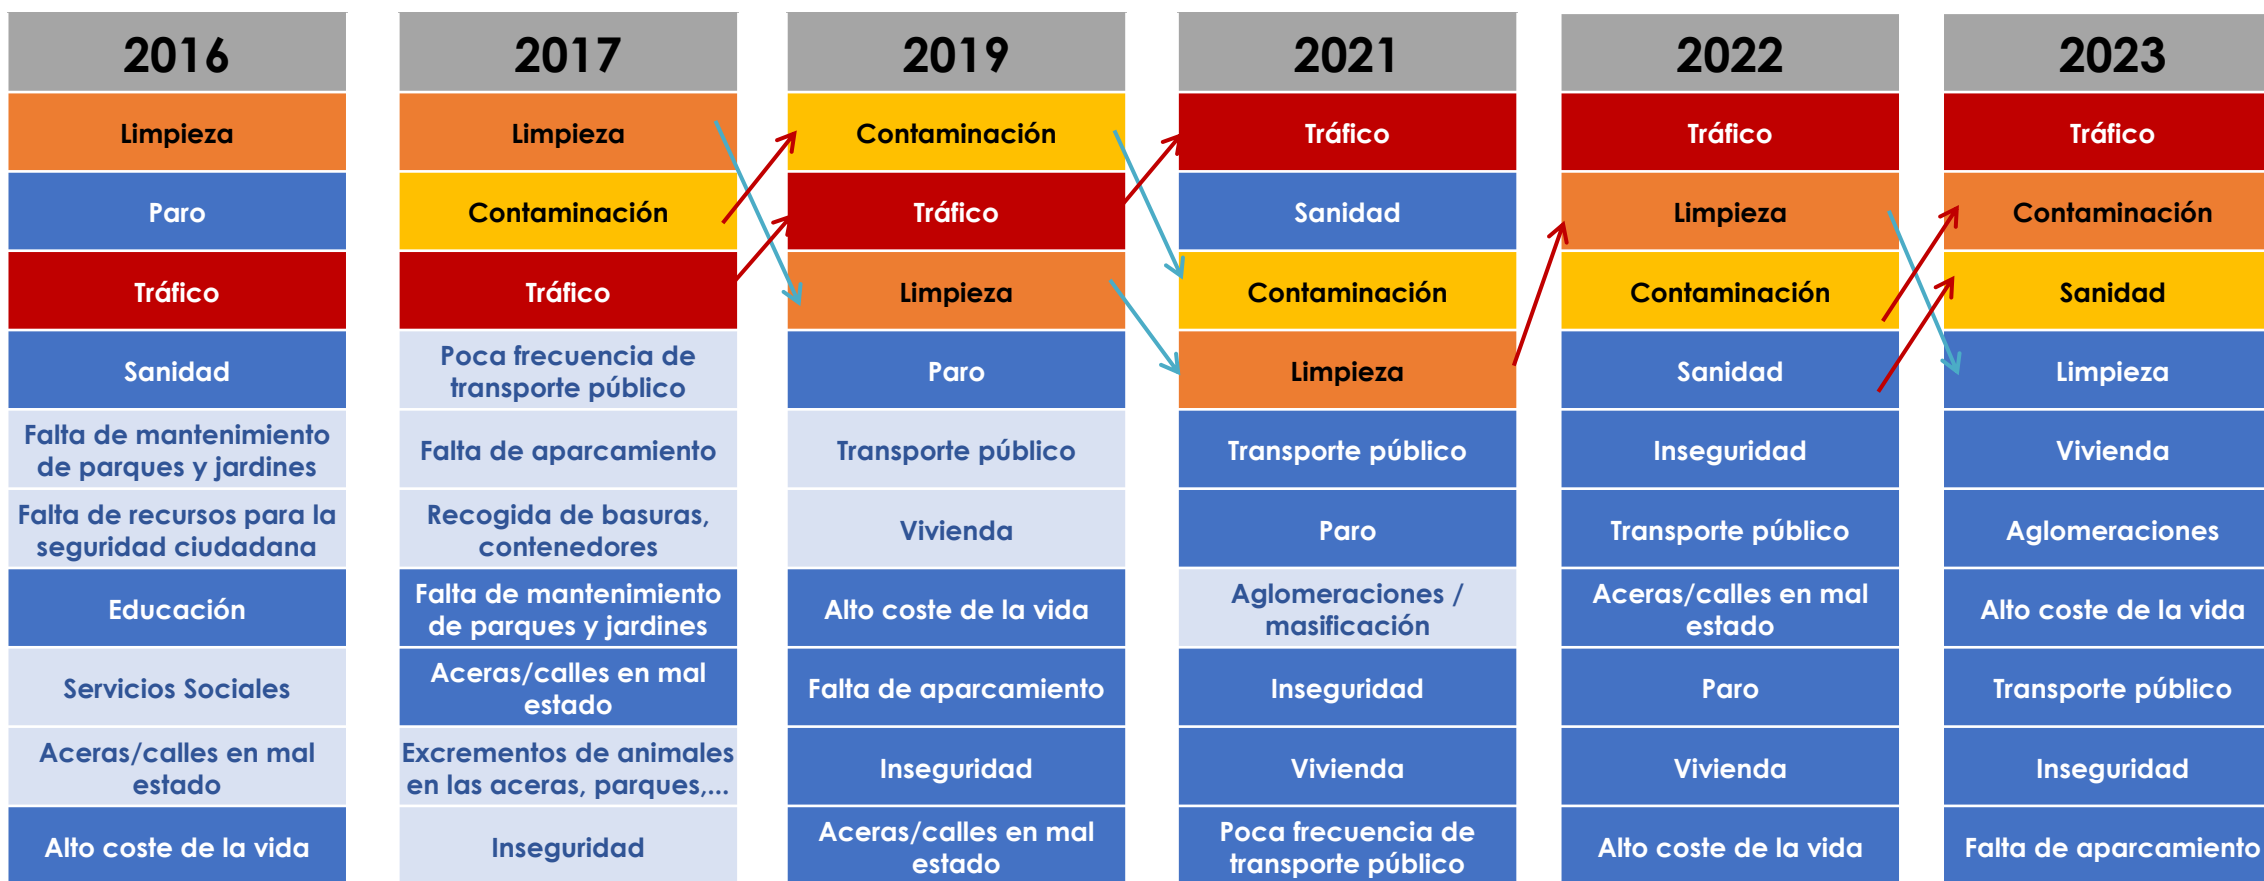 2016
Limpieza
Paro
Tráfico
Sanidad
Falta de mantenimiento
de parques y jardines
Falta de recursos para la
seguridad ciudadana
Educación
Servicios Sociales
Aceras/calles en mal
estado
Alto coste de la vida
2017
Limpieza
Contaminación
Tráfico
Poca frecuencia de
transporte público
Falta de aparcamiento
Recogida de basuras,
contenedores
Falta de mantenimiento
de parques y jardines
Aceras/calles en mal
estado
Excrementos de animales
en las aceras, parques,...
Inseguridad
2019
Contaminación
Tráfico
Limpieza
Paro
Transporte público
Vivienda
Alto coste de la vida
Falta de aparcamiento
Inseguridad
Aceras/calles en mal
estado
2021
Tráfico
Sanidad
Contaminación
Limpieza
Transporte público
Paro
Aglomeraciones /
masificación
Inseguridad
Vivienda
Poca frecuencia de
transporte público
2022
Tráfico
Limpieza
Contaminación
Sanidad
Inseguridad
Transporte público
Aceras/calles en mal
estado
Paro
Vivienda
Alto coste de la vida
2023
Tráfico
Contaminación
Sanidad
Limpieza
Vivienda
Aglomeraciones
Alto coste de la vida
Transporte público
Inseguridad
Falta de aparcamiento